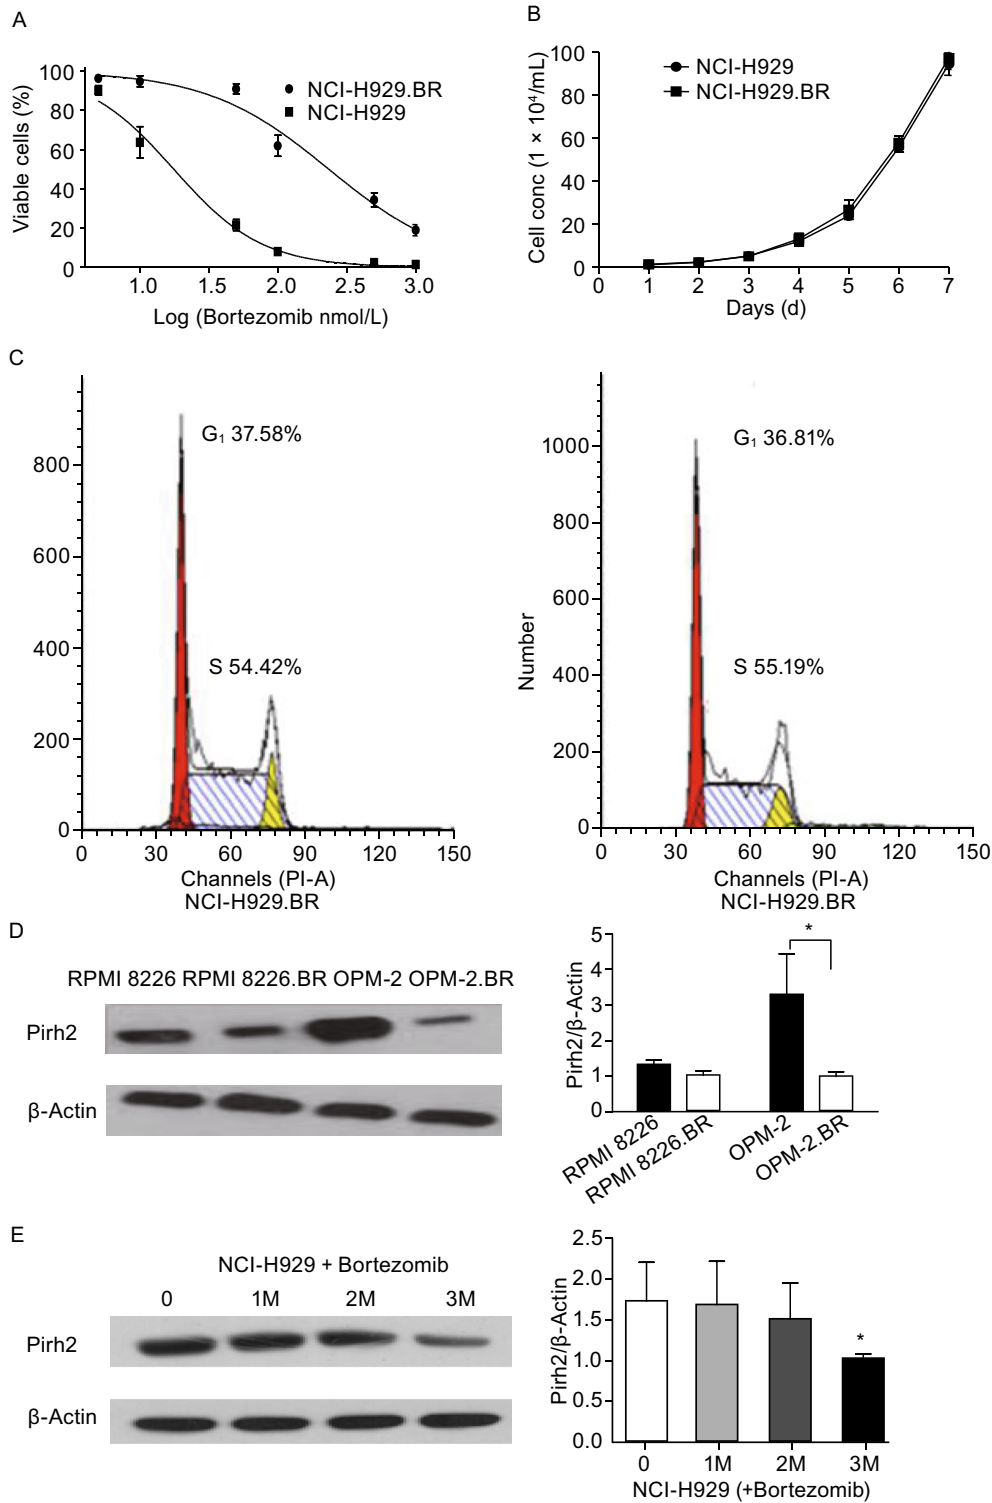 A
100
80
60
40
20
0
Viable cells (%)
NCI-H929.BR
NCI-H929
1.0 1.5 2.0 2.5 3.0
Log (Bortezomib nmol/L)
B
100
80
60
40
20
0
Cell conc (1 × 10⁴/mL)
NCI-H929
NCI-H929.BR
0 1 2 3 4 5 6 7
Days (d)
C
800
600
400
200
0
G₁ 37.58%
S 54.42%
0 30 60 90 120 150
Channels (PI-A)
NCI-H929.BR
Number
1000
800
600
400
200
0
G₁ 36.81%
S 55.19%
0 30 60 90 120 150
Channels (PI-A)
NCI-H929.BR
D
RPMI 8226 RPMI 8226.BR OPM-2 OPM-2.BR
Pirh2
β-Actin
Pirh2/β-Actin
5
4
3
2
1
0
*
RPMI 8226
RPMI 8226.BR
OPM-2
OPM-2.BR
E
NCI-H929 + Bortezomib
0 1M 2M 3M
Pirh2
β-Actin
Pirh2/β-Actin
2.5
2.0
1.5
1.0
0.5
0.0
*
0 1M 2M 3M
NCI-H929 (+Bortezomib)